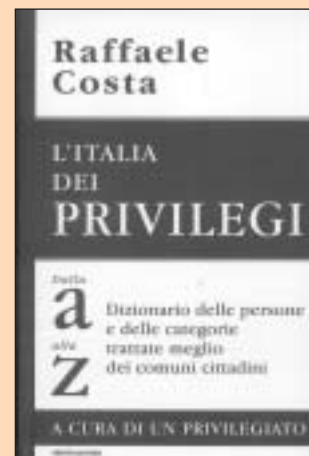 Raffaele
Costa
L'ITALIA
DEI
PRIVILEGI
Dalla
a
alla
z
Dizionario delle persone
e delle categorie
trattate meglio
dei comuni cittadini
A CURA DI UN PRIVILEGIATO